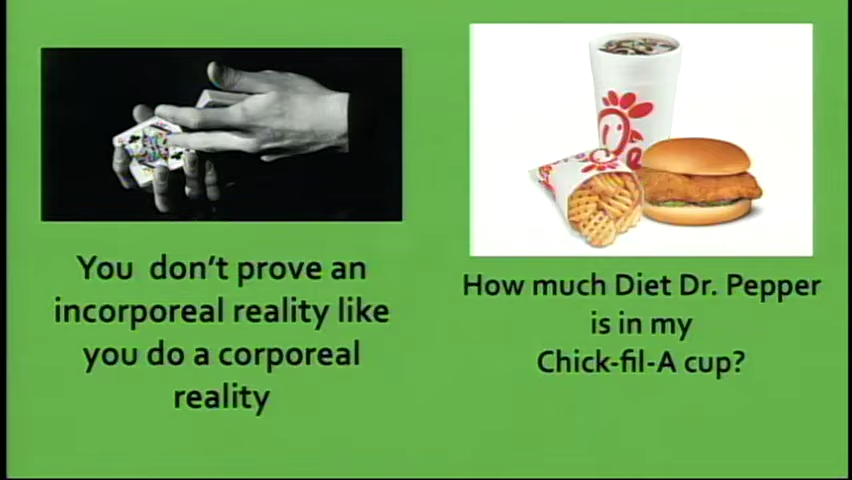 You don't prove an
incorporeal reality like
you do a corporeal
reality
How much Diet Dr. Pepper
is in my
Chick-fil-A cup?